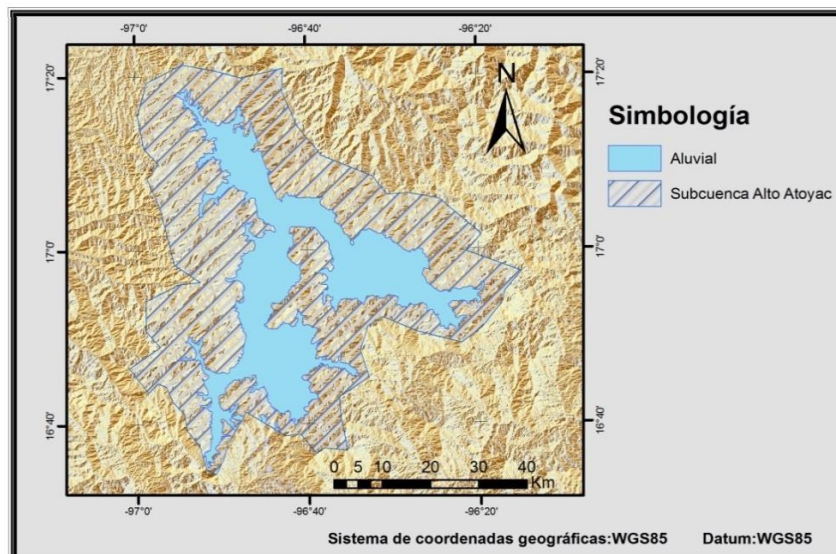 -97°0' -96°40' -96°20'
17°20' 17°20'
N
Simbología
Aluvial
Subcuenca Alto Atoyac
17°0' 17°0'
16°40' 16°40'
0 5 10 20 30 40
Km
-97°0' -96°40' -96°20'
Sistema de coordenadas geográficas:WGS85 Datum:WGS85